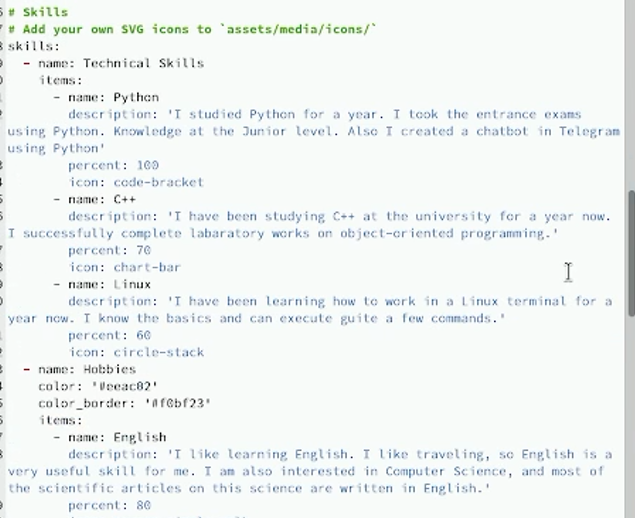 # Skills
# Add your own SVG icons to `assets/media/icons/`
skills:
- name: Technical Skills
items:
- name: Python
description: 'I studied Python for a year. I took the entrance exams
using Python. Knowledge at the Junior level. Also I created a chatbot in Telegram
using Python'
percent: 100
icon: code-bracket
- name: C++
description: 'I have been studying C++ at the university for a year now.
I successfully complete labaratory works on object-oriented programming.'
percent: 70
icon: chart-bar
- name: Linux
description: 'I have been learning how to work in a Linux terminal for a
year now. I know the basics and can execute guite a few commands.'
percent: 60
icon: circle-stack
- name: Hobbies
color: '#eeac02'
color_border: '#f0bf23'
items:
- name: English
description: 'I like learning English. I like traveling, so English is a
very useful skill for me. I am also interested in Computer Science, and most of
the scientific articles on this science are written in English.'
percent: 80